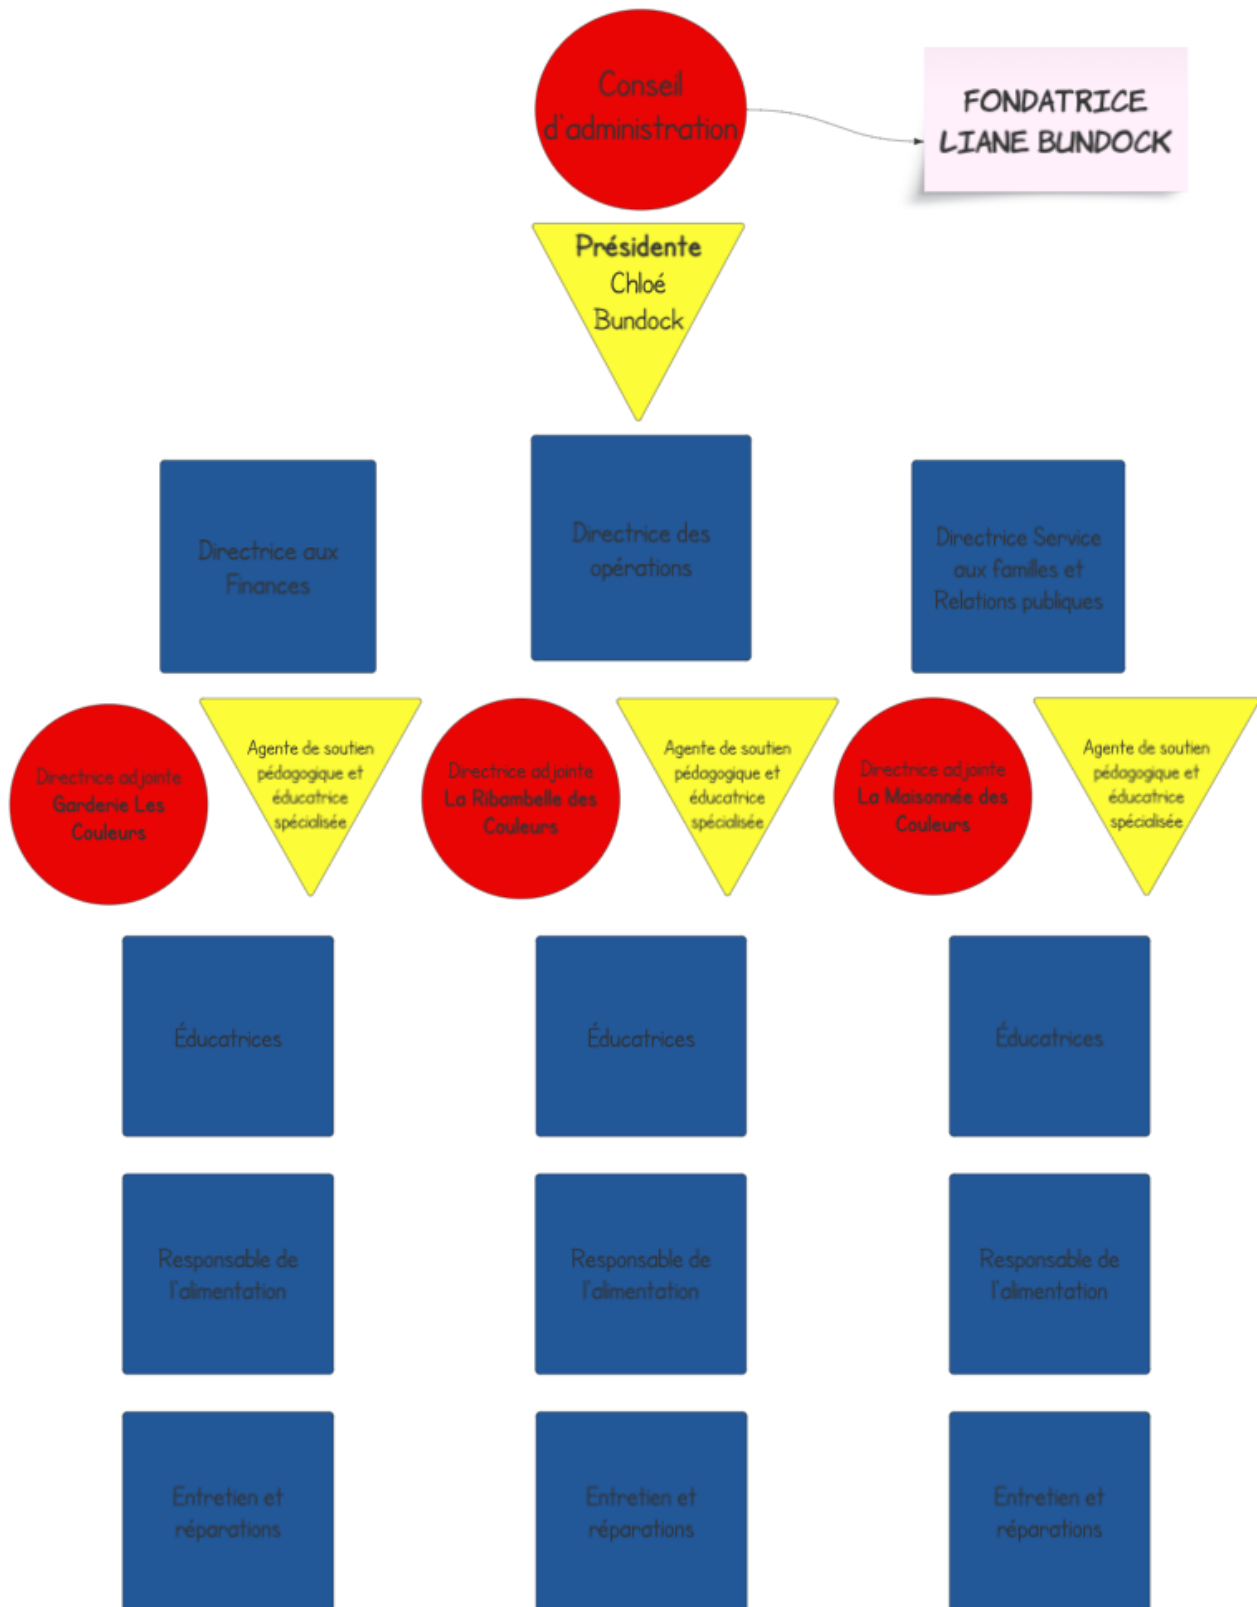 Conseil
d'administration
FONDATRICE
LIANE BUNDOCK
Présidente
Chloé
Bundock
Directrice aux
Finances
Directrice des
opérations
Directrice Service
aux familles et
Relations publiques
Directrice adjointe
Garderie Les
Couleurs
Agente de soutien
pédagogique et
éducatrice
spécialisée
Directrice adjointe
La Ribambelle des
Couleurs
Agente de soutien
pédagogique et
éducatrice
spécialisée
Directrice adjointe
La Maisonnée des
Couleurs
Agente de soutien
pédagogique et
éducatrice
spécialisée
Éducatrices
Éducatrices
Éducatrices
Responsable de
l'alimentation
Responsable de
l'alimentation
Responsable de
l'alimentation
Entretien et
réparations
Entretien et
réparations
Entretien et
réparations